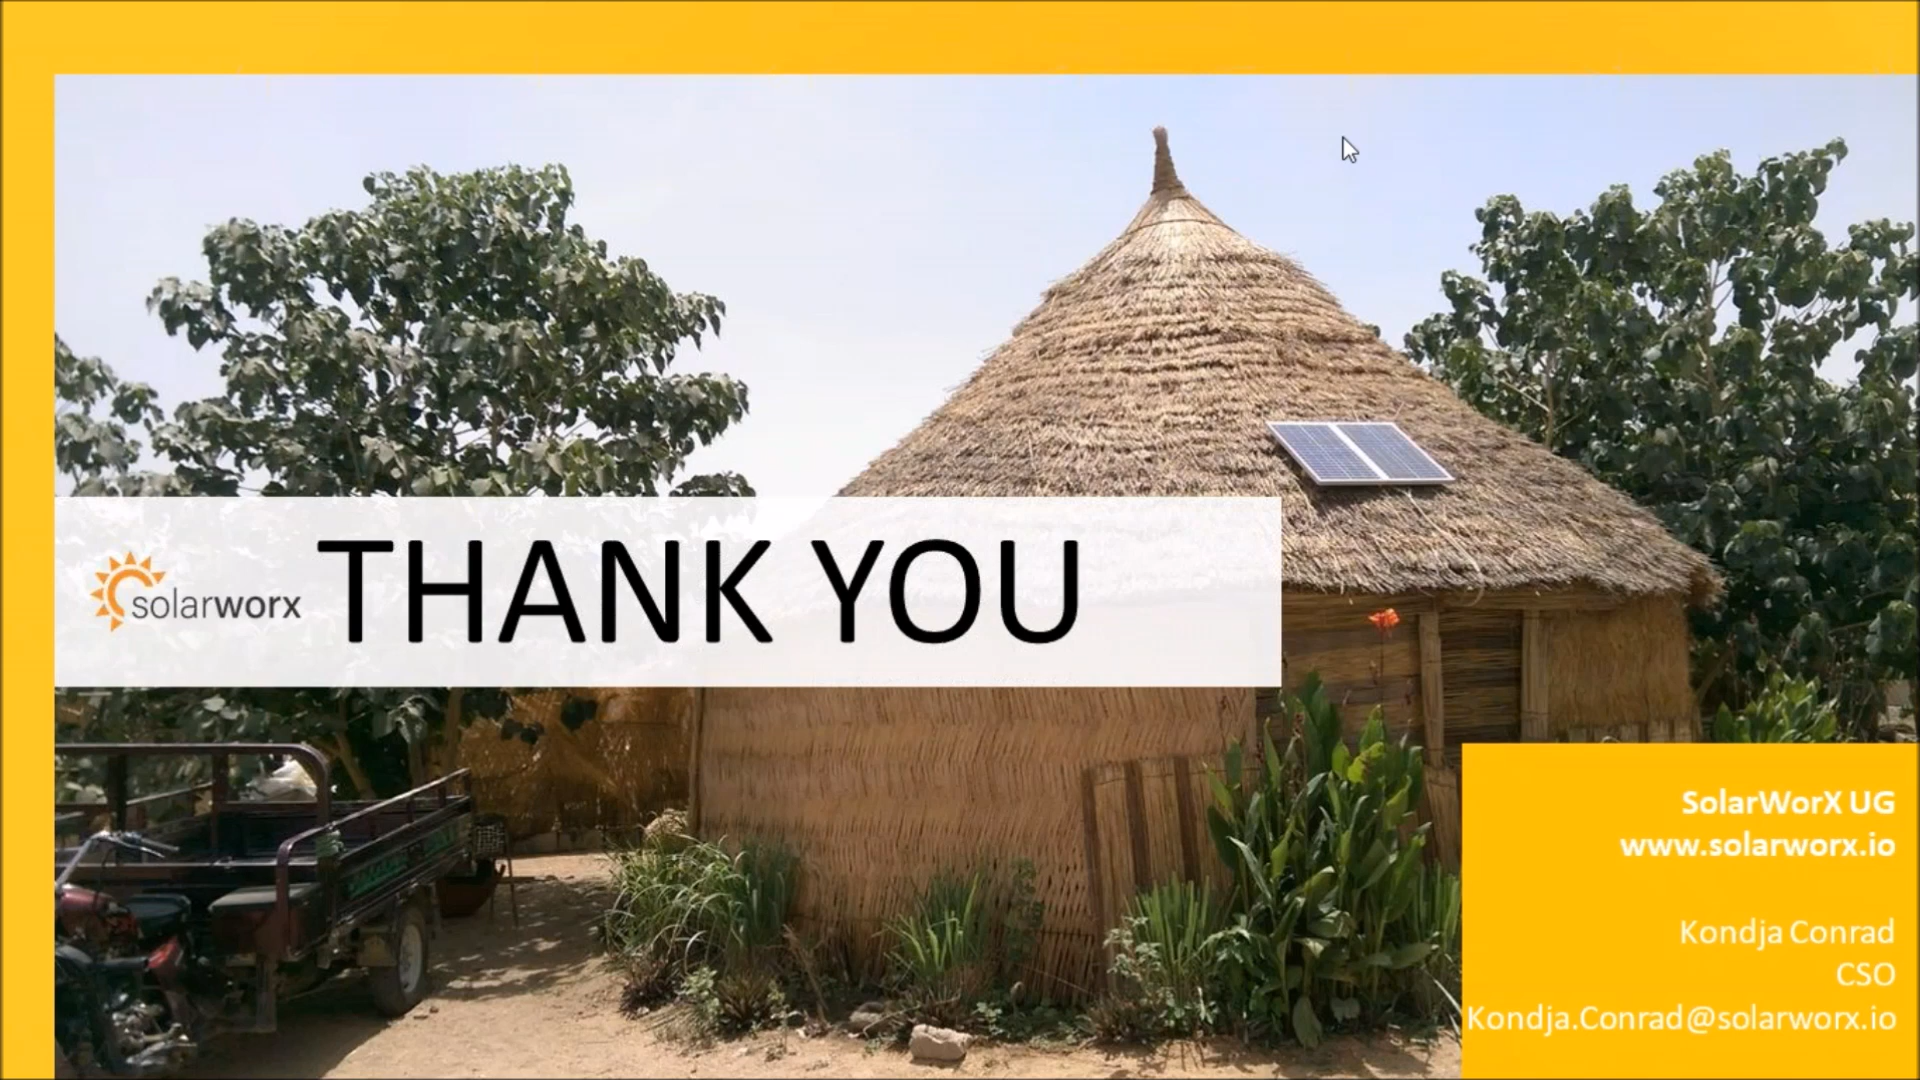 solarworx
THANK YOU
SolarWorX UG
www.solarworx.io
Kondja Conrad
CSO
Kondja.Conrad@solarworx.io